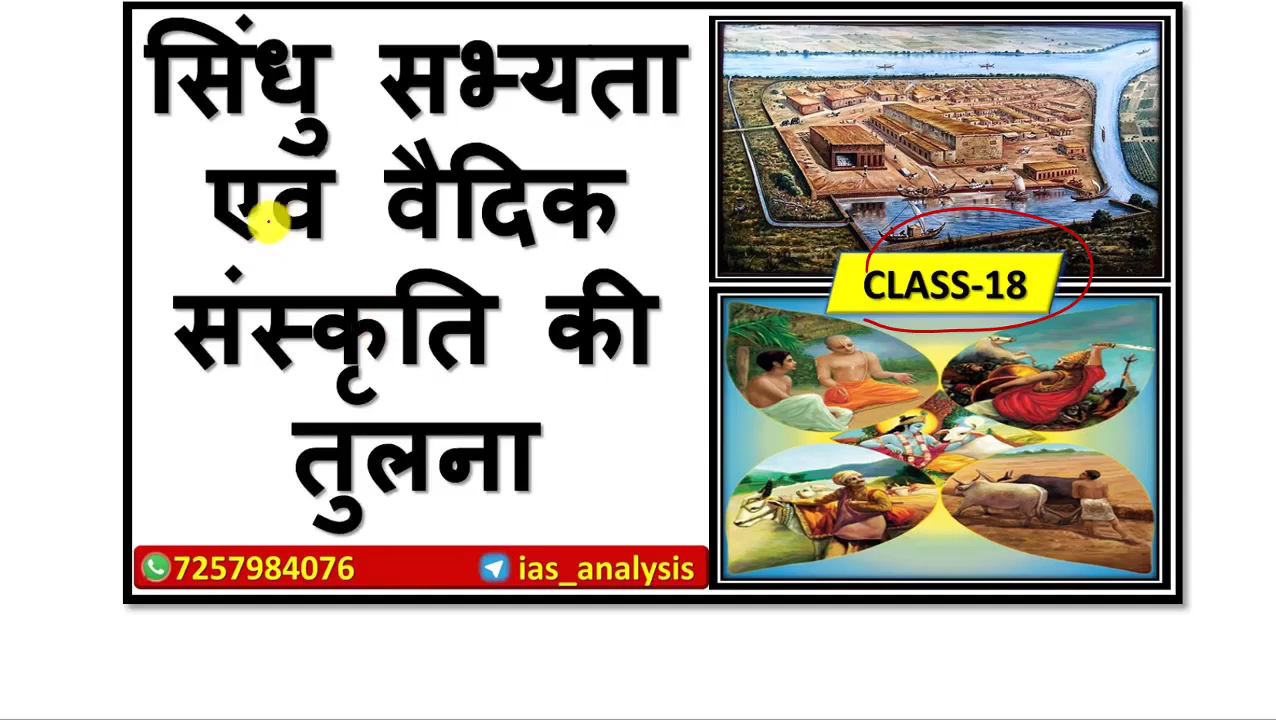 सिंधु सभ्यता
एव वैदिक
संस्कृति की
तुलना
CLASS-18
7257984076 ias_analysis